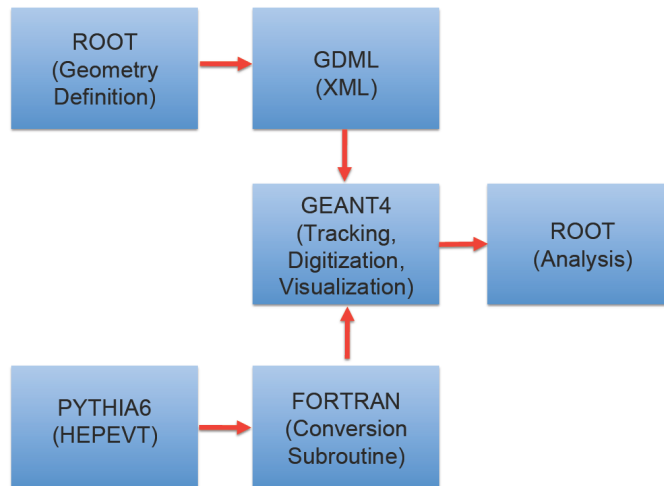 ROOT
(Geometry
Definition)
GDML
(XML)
GEANT4
(Tracking,
Digitization,
Visualization)
ROOT
(Analysis)
PYTHIA6
(HEPEVT)
FORTRAN
(Conversion
Subroutine)